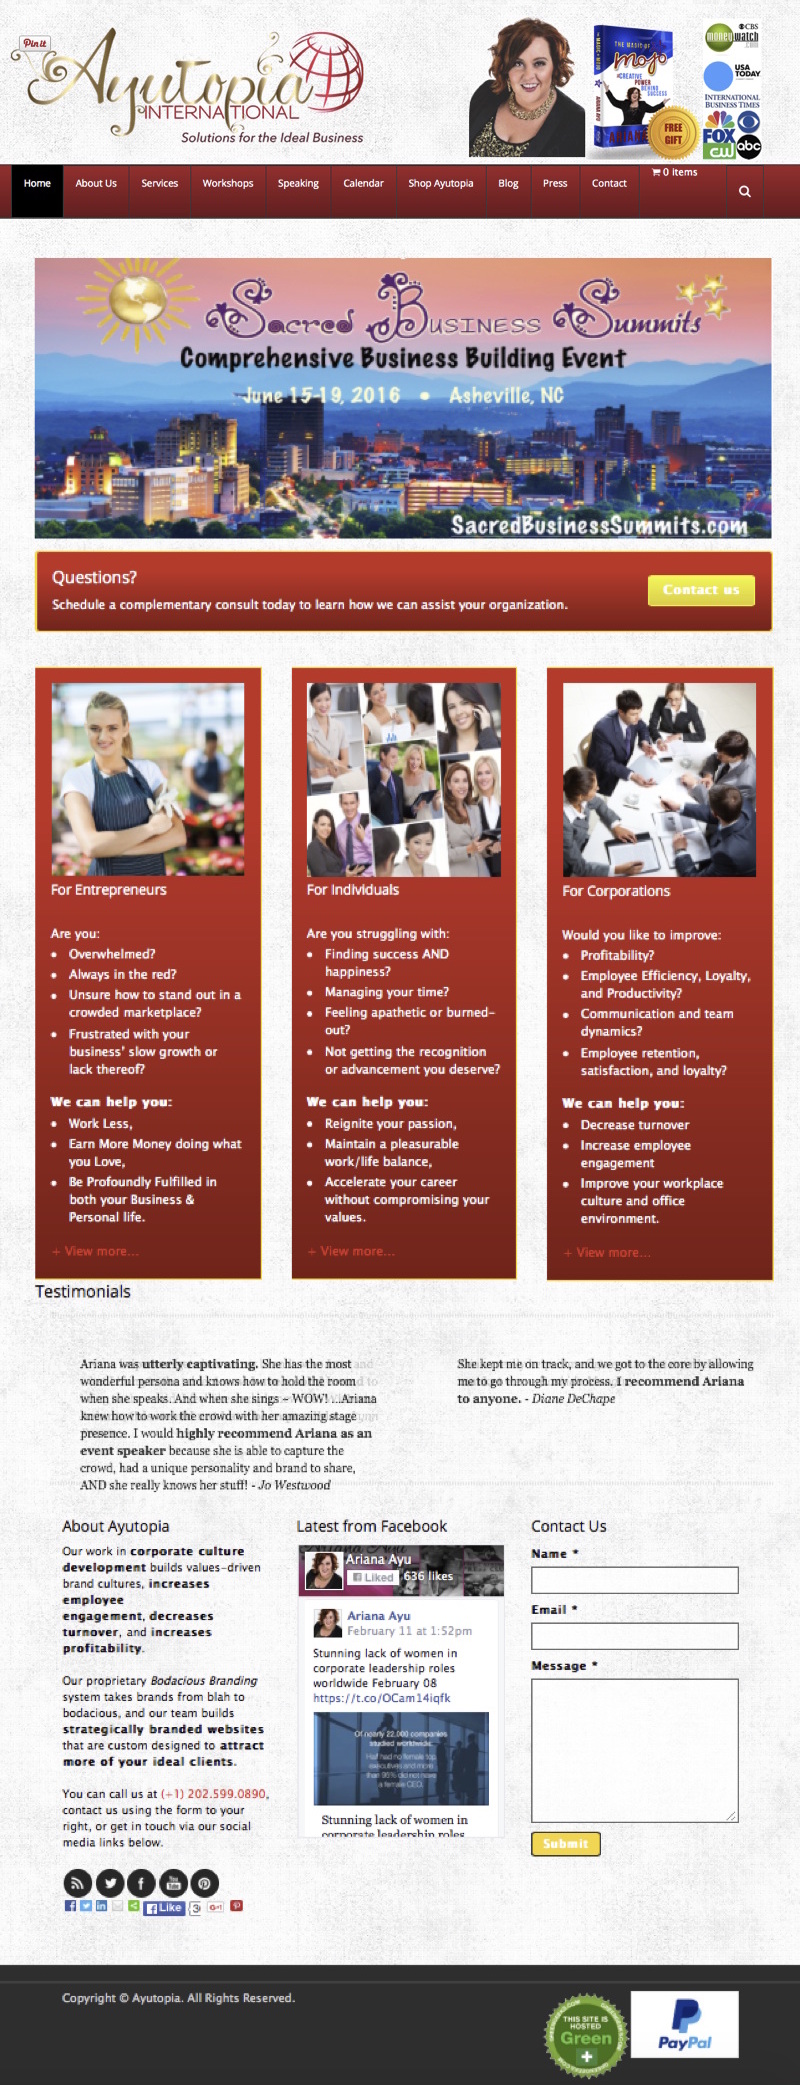 Pin it
Ayutopia
INTERNATIONAL
Solutions for the Ideal Business
THE MAGIC of
mojo
CREATIVE
POWER
BEHIND
SUCCESS
FREE
GIFT
CBS
moneywatch
.com
USA
TODAY
INTERNATIONAL
BUSINESS TIMES
FOX
CW
abc
Home About Us Services Workshops Speaking Calendar Shop Ayutopia Blog Press Contact 0 items
Sacred Business Summits
Comprehensive Business Building Event
June 15-19, 2016 • Asheville, NC
SacredBusinessSummits.com
Questions?
Schedule a complementary consult today to learn how we can assist your organization.
Contact us
For Entrepreneurs
Are you:
• Overwhelmed?
• Always in the red?
• Unsure how to stand out in a
crowded marketplace?
• Frustrated with your
business' slow growth or
lack thereof?
We can help you:
• Work Less,
• Earn More Money doing what
you Love,
• Be Profoundly Fulfilled in
both your Business &
Personal life.
+ View more...
For Individuals
Are you struggling with:
• Finding success AND
happiness?
• Managing your time?
• Feeling apathetic or burned-
out?
• Not getting the recognition
or advancement you deserve?
We can help you:
• Reignite your passion,
• Maintain a pleasurable
work/life balance,
• Accelerate your career
without compromising your
values.
+ View more...
For Corporations
Would you like to improve:
• Profitability?
• Employee Efficiency, Loyalty,
and Productivity?
• Communication and team
dynamics?
• Employee retention,
satisfaction, and loyalty?
We can help you:
• Decrease turnover
• Increase employee
engagement
• Improve your workplace
culture and office
environment.
+ View more...
Testimonials
Ariana was utterly captivating. She has the most
wonderful persona and knows how to hold the room
when she speaks. And when she sings – WOW! ...Ariana
knew how to work the crowd with her amazing stage
presence. I would highly recommend Ariana as an
event speaker because she is able to capture the
crowd, had a unique personality and brand to share,
AND she really knows her stuff! - Jo Westwood
She kept me on track, and we got to the core by allowing
me to go through my process. I recommend Ariana
to anyone. - Diane DeChape
About Ayutopia
Our work in corporate culture
development builds values-driven
brand cultures, increases
employee
engagement, decreases
turnover, and increases
profitability.
Our proprietary Bodacious Branding
system takes brands from blah to
bodacious, and our team builds
strategically branded websites
that are custom designed to attract
more of your ideal clients.
You can call us at (+1) 202.599.0890,
contact us using the form to your
right, or get in touch via our social
media links below.
You
Tube
Like
Latest from Facebook
Ariana Ayu
Liked 636 likes
Ariana Ayu
February 11 at 1:52pm
Stunning lack of women in
corporate leadership roles
worldwide February 08
https://t.co/OCam14iqfk
Of nearly 22,000 companies
studied worldwide:
Half had no female top
executives and more
than 96% did not have
a female CEO.
Stunning lack of women in
corporate leadership roles
Contact Us
Name *
Email *
Message *
Submit
Copyright © Ayutopia. All Rights Reserved.
THIS SITE IS
HOSTED
Green
PayPal